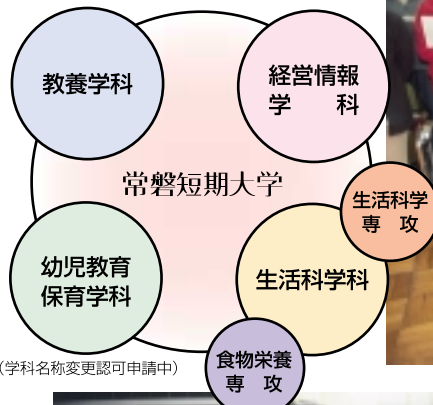 教養学科
経営情報
学　科
常磐短期大学
生活科学
専　攻
幼児教育
保育学科
生活科学科
（学科名称変更認可申請中）
食物栄養
専　攻